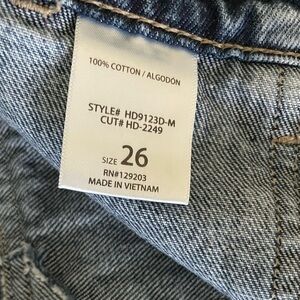 100% COTTON / ALGODÓN
STYLE# HD9123D-M
CUT# HD-2249
SIZE 26
RN#129203
MADE IN VIETNAM